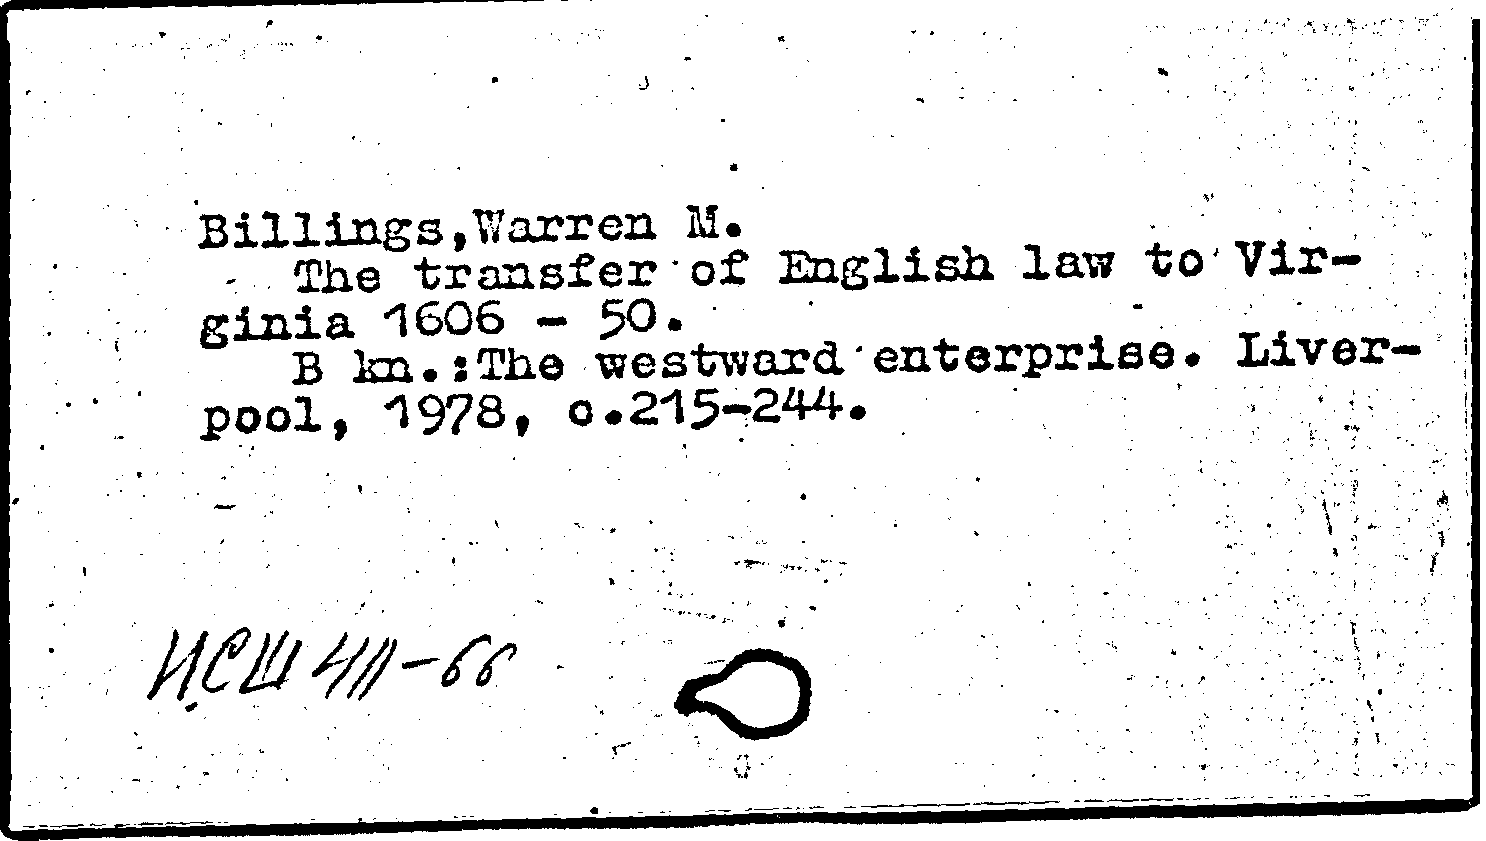 Billings,Warren M.
The transfer of English law to Vir-
ginia 1606 - 50.
B kn.:The westward enterprise. Liver-
pool, 1978, c.215-244.
ИСШ 411-66